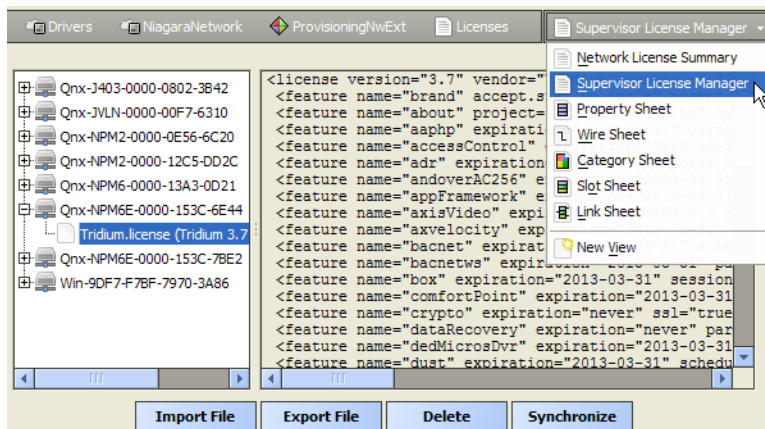 Drivers NiagaraNetwork ProvisioningNwExt Licenses Supervisor License Manager
Network License Summary
Supervisor License Manager
Property Sheet
Wire Sheet
Category Sheet
Slot Sheet
Link Sheet
New View
Qnx-J403-0000-0802-3B42
Qnx-JVLN-0000-00F7-6310
Qnx-NPM2-0000-0E56-6C20
Qnx-NPM2-0000-12C5-DD2C
Qnx-NPM6-0000-13A3-0D21
Qnx-NPM6E-0000-153C-6E44
Tridium.license (Tridium 3.7
Qnx-NPM6E-0000-153C-7BE2
Win-9DF7-F7BF-7970-3A86
<license version="3.7" vendor="
<feature name="brand" accept.s
<feature name="about" project=
<feature name="aaphp" expirati
<feature name="accessControl"
<feature name="adr" expiration
<feature name="andoverAC256" e
<feature name="appFramework" e
<feature name="axisVideo" expi
<feature name="axvelocity" exp
<feature name="bacnet" expirat
<feature name="bacnetws" expiration="2013-03-31" pa
<feature name="box" expiration="2013-03-31" session
<feature name="comfortPoint" expiration="2013-03-31
<feature name="crypto" expiration="never" ssl="true
<feature name="dataRecovery" expiration="never" par
<feature name="dedMicrosDvr" expiration="2013-03-31
<feature name="dust" expiration="2013-03-31" schedu
Import File Export File Delete Synchronize